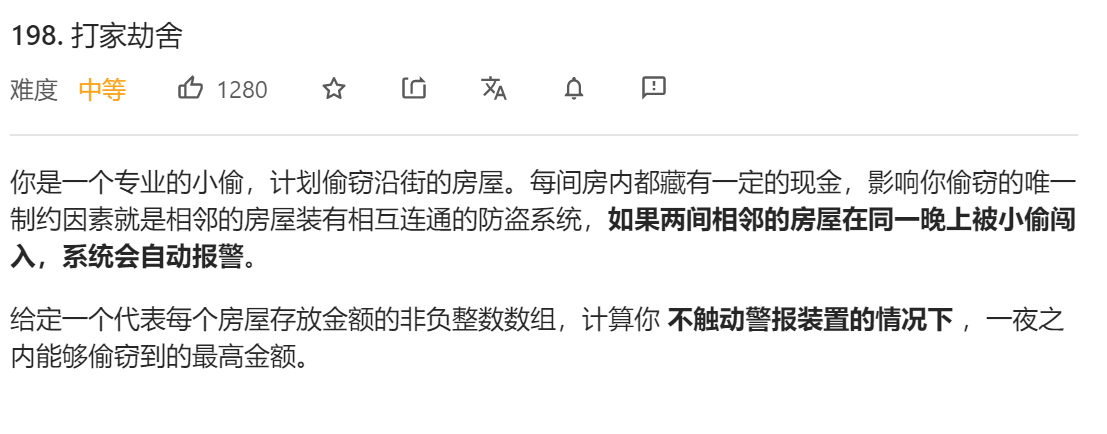 198. 打家劫舍
难度 中等 1280
你是一个专业的小偷，计划偷窃沿街的房屋。每间房内都藏有一定的现金，影响你偷窃的唯一
制约因素就是相邻的房屋装有相互连通的防盗系统，如果两间相邻的房屋在同一晚上被小偷闯
入，系统会自动报警。
给定一个代表每个房屋存放金额的非负整数数组，计算你 不触动警报装置的情况下 ，一夜之
内能够偷窃到的最高金额。